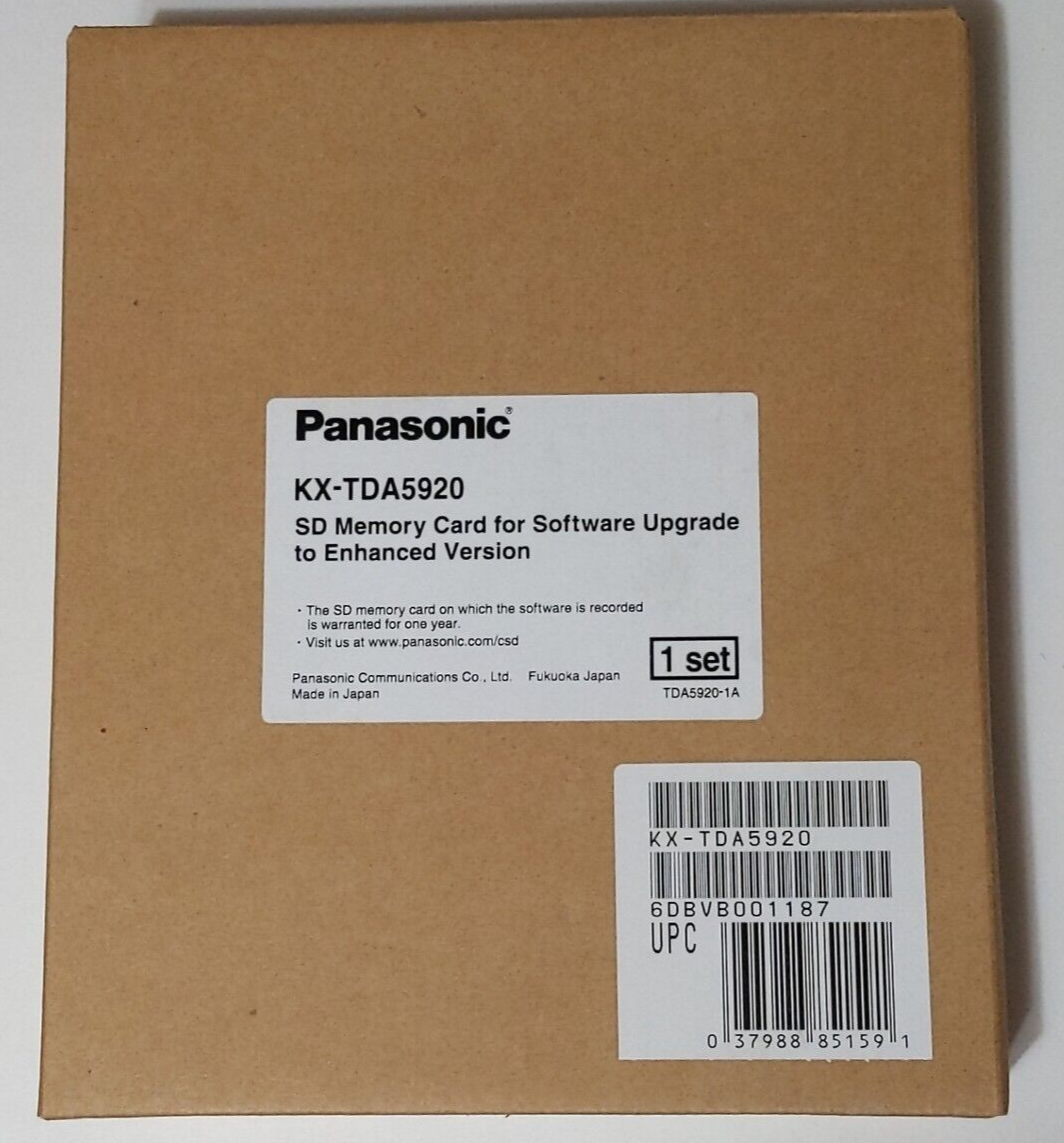 Panasonic®
KX-TDA5920
SD Memory Card for Software Upgrade
to Enhanced Version
· The SD memory card on which the software is recorded
is warranted for one year.
· Visit us at www.panasonic.com/csd
1 set
Panasonic Communications Co., Ltd. Fukuoka Japan
Made in Japan
TDA5920-1A
KX-TDA5920
6DBVB001187
UPC
0 37988 85159 1